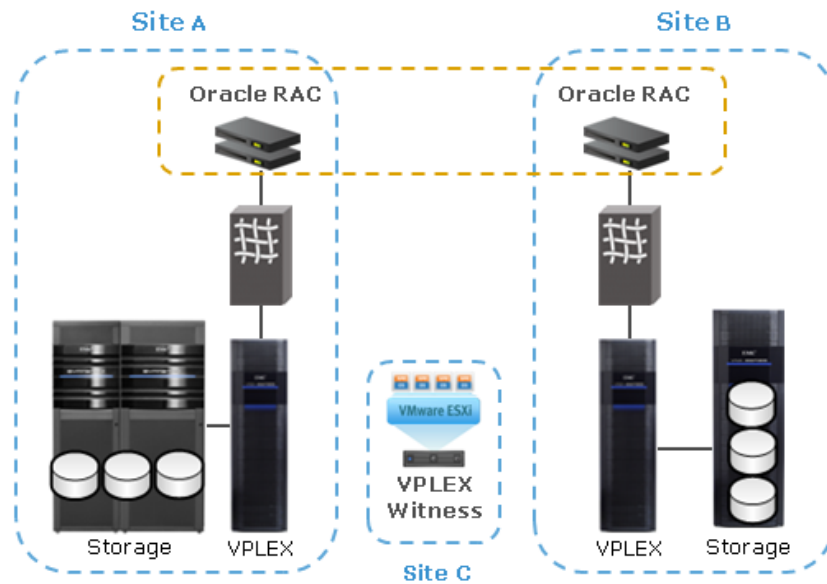 Site A
Site B
Oracle RAC
Oracle RAC
VMware ESXi
VPLEX
Witness
Storage
VPLEX
VPLEX
Storage
Site C